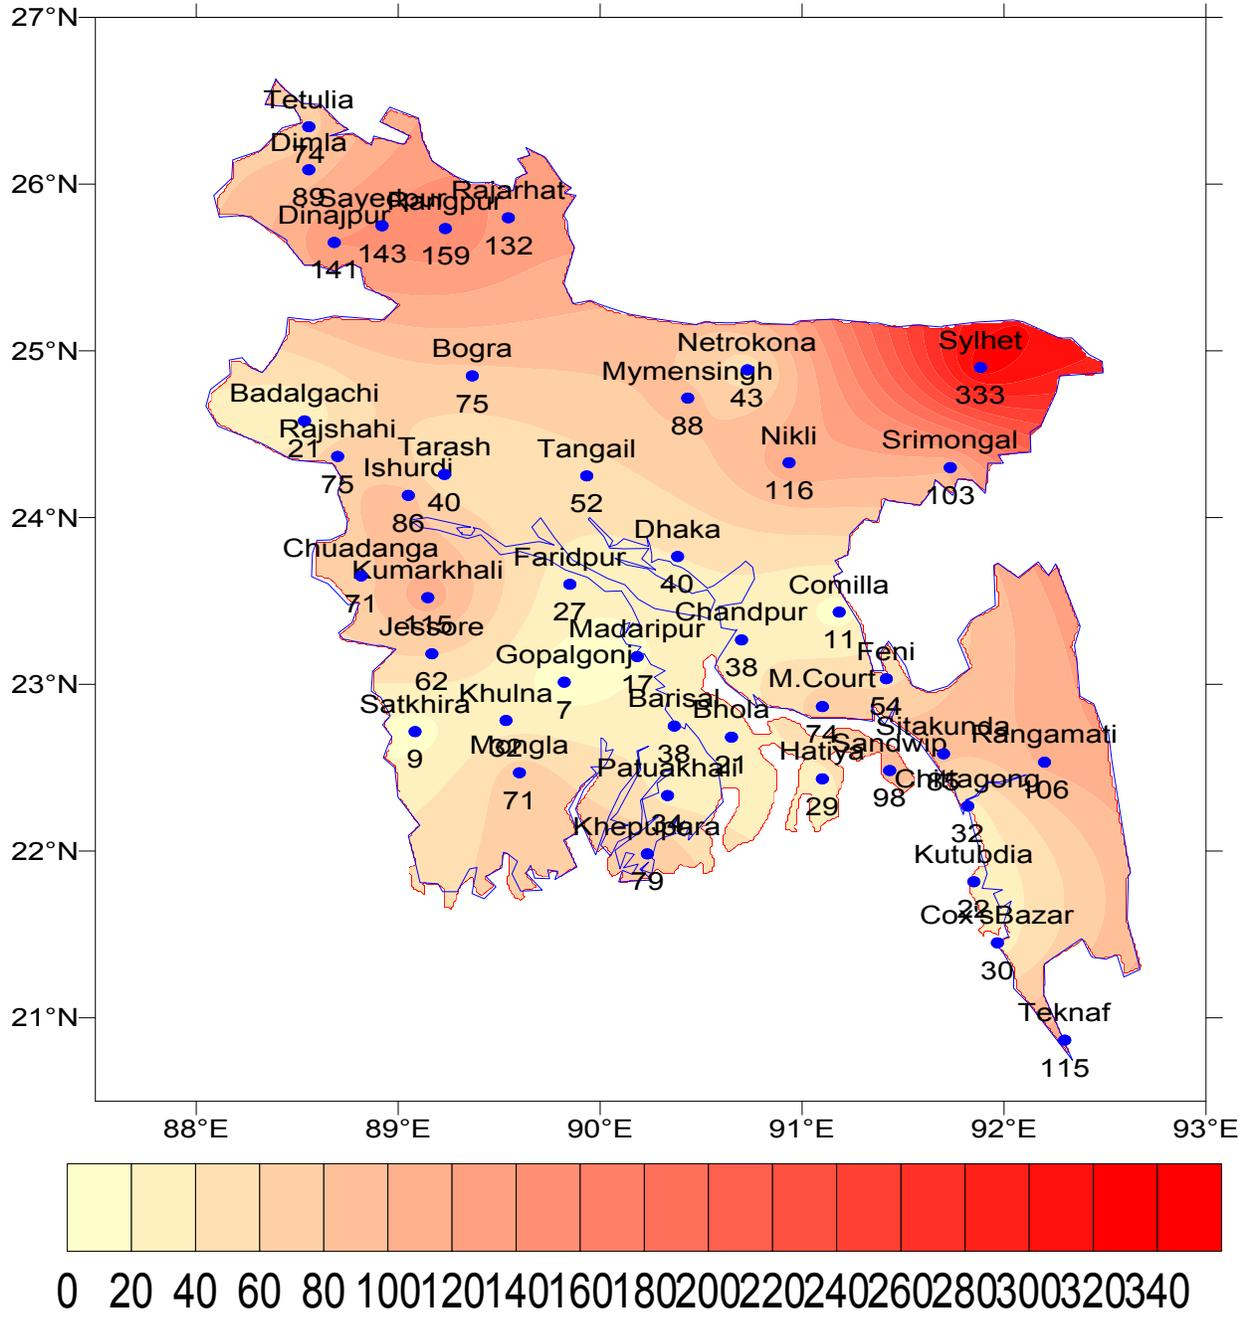 27°N
Tetulia
Dimla
74
26°N
89
Sayedpur
Rangpur
Rajarhat
Dinajpur
141
143
159
132
25°N
Netrokona
Sylhet
Bogra
Mymensingh
43
333
Badalgachi
75
88
Rajshahi
21
Tarash
Tangail
Nikli
Srimongal
Ishurdi
75
40
52
116
103
24°N
86
Dhaka
Chuadanga
Faridpur
Kumarkhali
40
Comilla
71
27
Chandpur
115
Jessore
Madaripur
11
Feni
23°N
62
Gopalgonj
17
38
M.Court
Satkhira
Khulna
7
Barisal
Bhola
54
74
Sitakunda
Rangamati
9
32
Mongla
38
21
Hatiya
Sandwip
Patuakhali
Chittagong
106
71
29
98
34
Khepupara
32
22°N
Kutubdia
79
22
Cox'sBazar
30
21°N
Teknaf
115
88°E 89°E 90°E 91°E 92°E 93°E
0 20 40 60 80 100 120 140 160 180 200 220 240 260 280 300 320 340